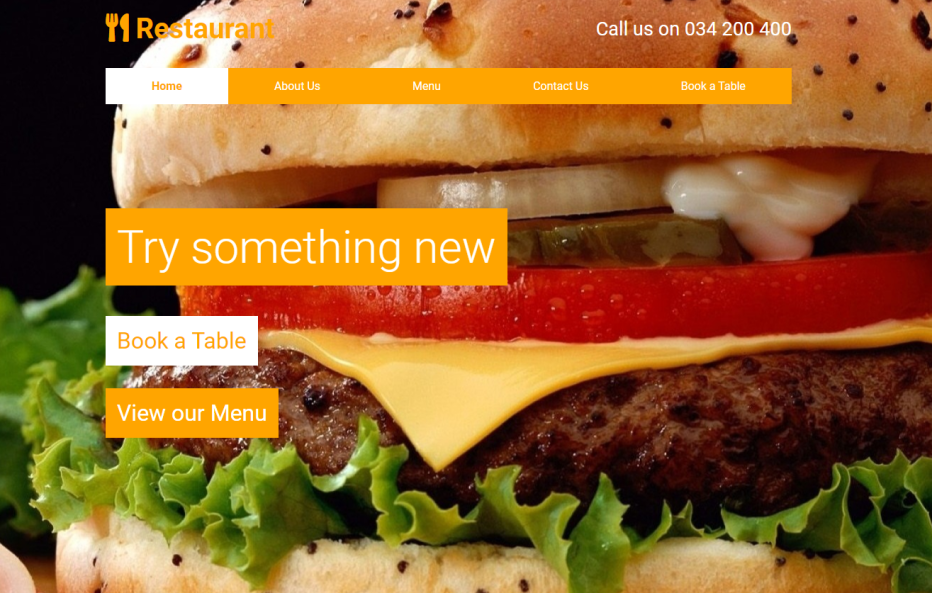 Restaurant
Call us on 034 200 400
Home
About Us
Menu
Contact Us
Book a Table
Try something new
Book a Table
View our Menu